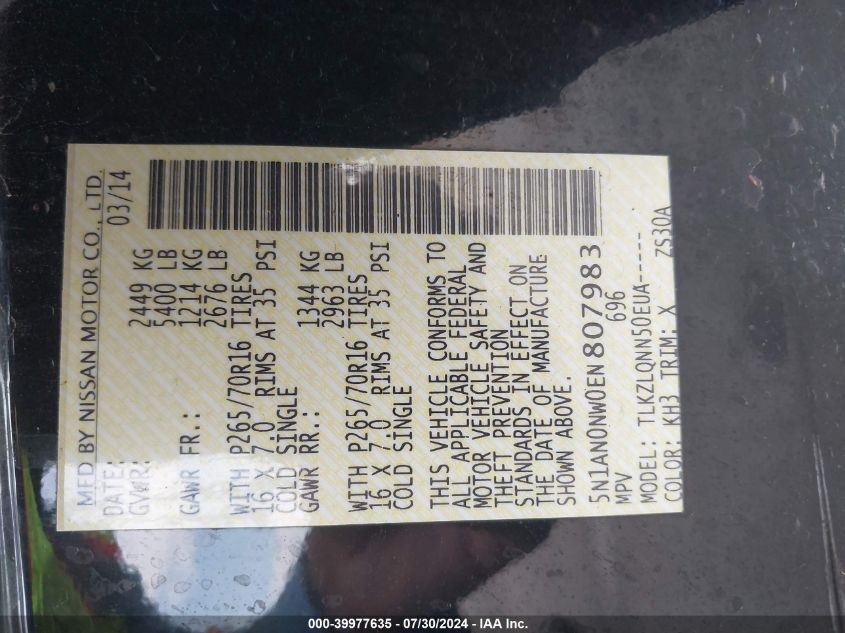 MFD BY NISSAN MOTOR CO., LTD.
DATE: 03/14
GVWR: 2449 KG
5400 LB
GAWR FR.: 1214 KG
2676 LB
WITH P265/70R16 TIRES
16 X 7.0 RIMS AT 35 PSI
COLD SINGLE
GAWR RR.: 1344 KG
2963 LB
WITH P265/70R16 TIRES
16 X 7.0 RIMS AT 35 PSI
COLD SINGLE
THIS VEHICLE CONFORMS TO
ALL APPLICABLE FEDERAL
MOTOR VEHICLE SAFETY AND
THEFT PREVENTION
STANDARDS IN EFFECT ON
THE DATE OF MANUFACTURE
SHOWN ABOVE.
5N1AN0NW0EN807983
MPV 696
MODEL: TLKZLQNN50EUA-----
COLOR: KH3 TRIM: X ZS30A
000-39977635 - 07/30/2024 - IAA Inc.